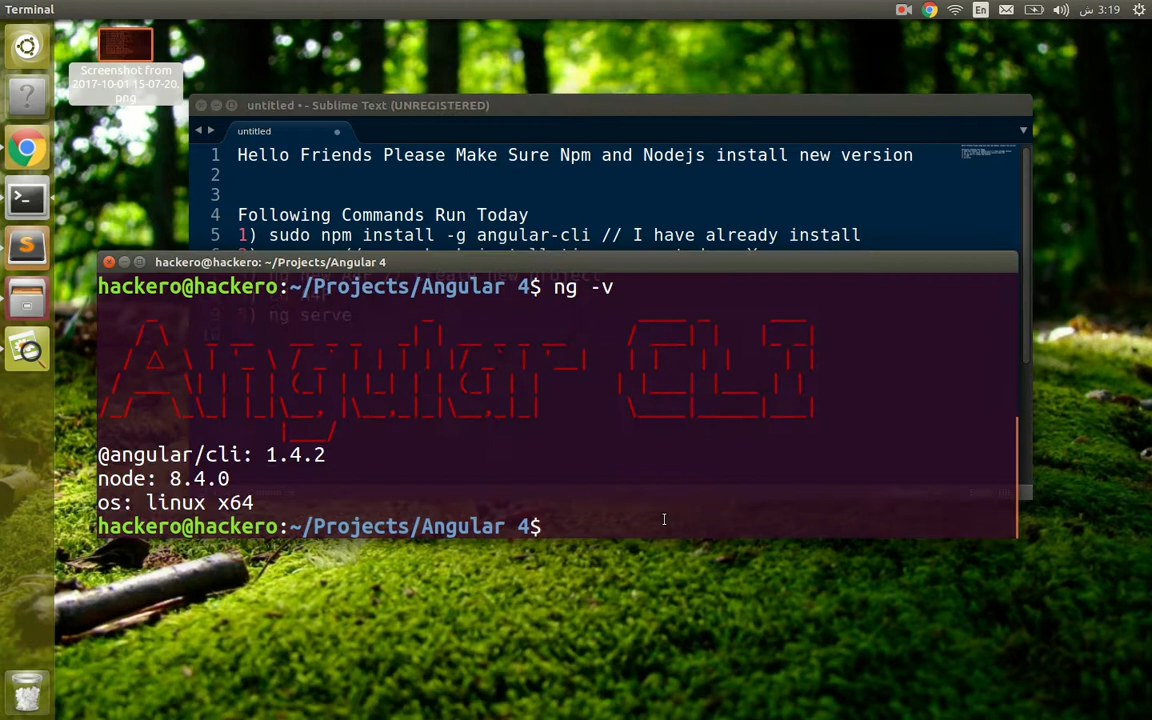 Terminal
En
3:19 ش
Screenshot from
2017-10-01 15-07-20.
png
untitled • - Sublime Text (UNREGISTERED)
untitled
1 Hello Friends Please Make Sure Npm and Nodejs install new version
2
3
4 Following Commands Run Today
5 1) sudo npm install -g angular-cli // I have already install
hackero@hackero: ~/Projects/Angular 4
hackero@hackero:~/Projects/Angular 4$ ng -v
ng serve
Angular CLI
@angular/cli: 1.4.2
node: 8.4.0
os: linux x64
hackero@hackero:~/Projects/Angular 4$